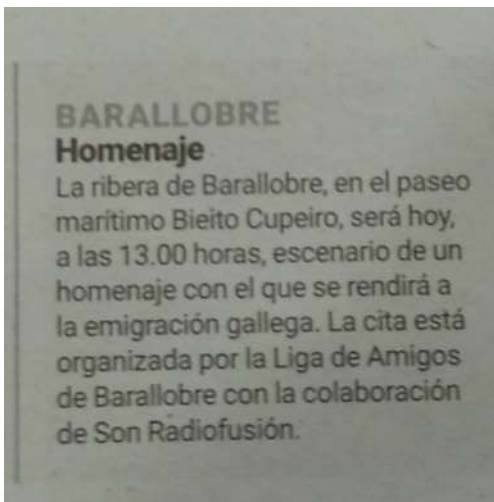 BARALLOBRE
Homenaje
La ribera de Barallobre, en el paseo
marítimo Bieito Cupeiro, será hoy,
a las 13.00 horas, escenario de un
homenaje con el que se rendirá a
la emigración gallega. La cita está
organizada por la Liga de Amigos
de Barallobre con la colaboración
de Son Radiofusión.